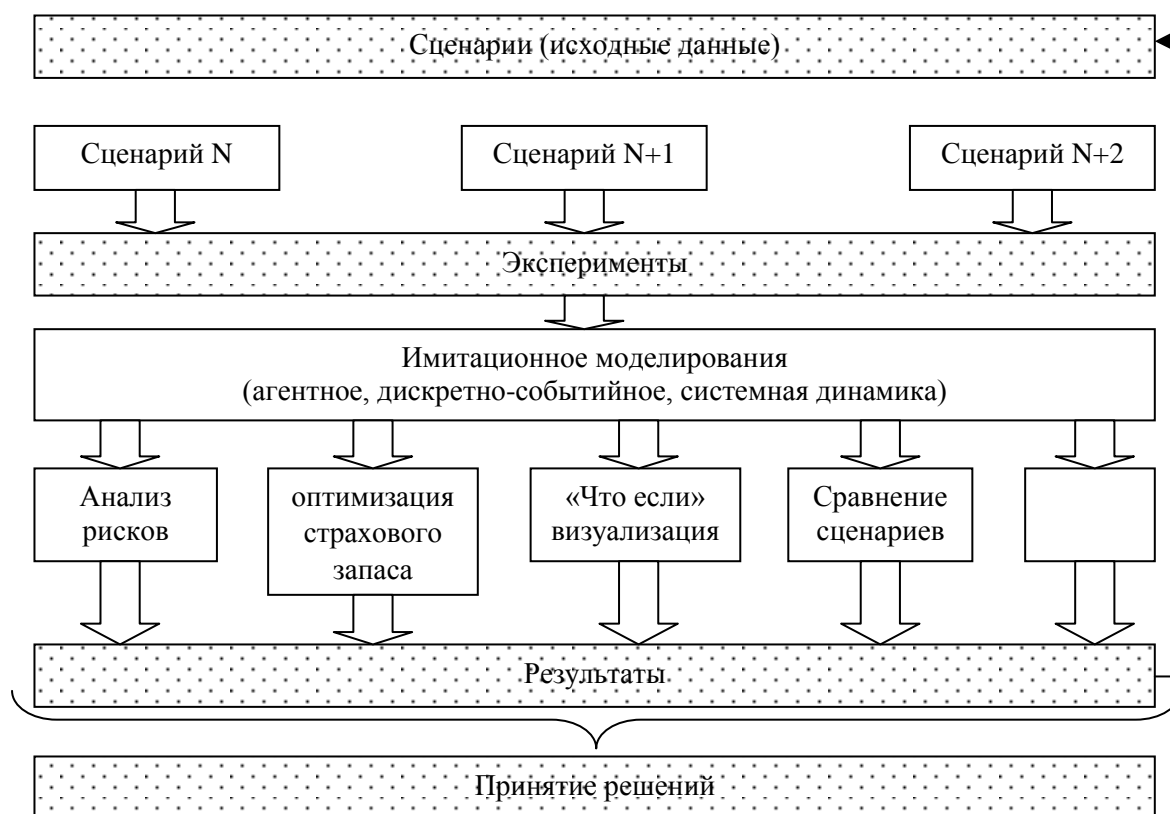 Сценарии (исходные данные)
Сценарий N
Сценарий N+1
Сценарий N+2
Эксперименты
Имитационное моделирования
(агентное, дискретно-событийное, системная динамика)
Анализ
рисков
оптимизация
страхового
запаса
«Что если»
визуализация
Сравнение
сценариев
Результаты
Принятие решений